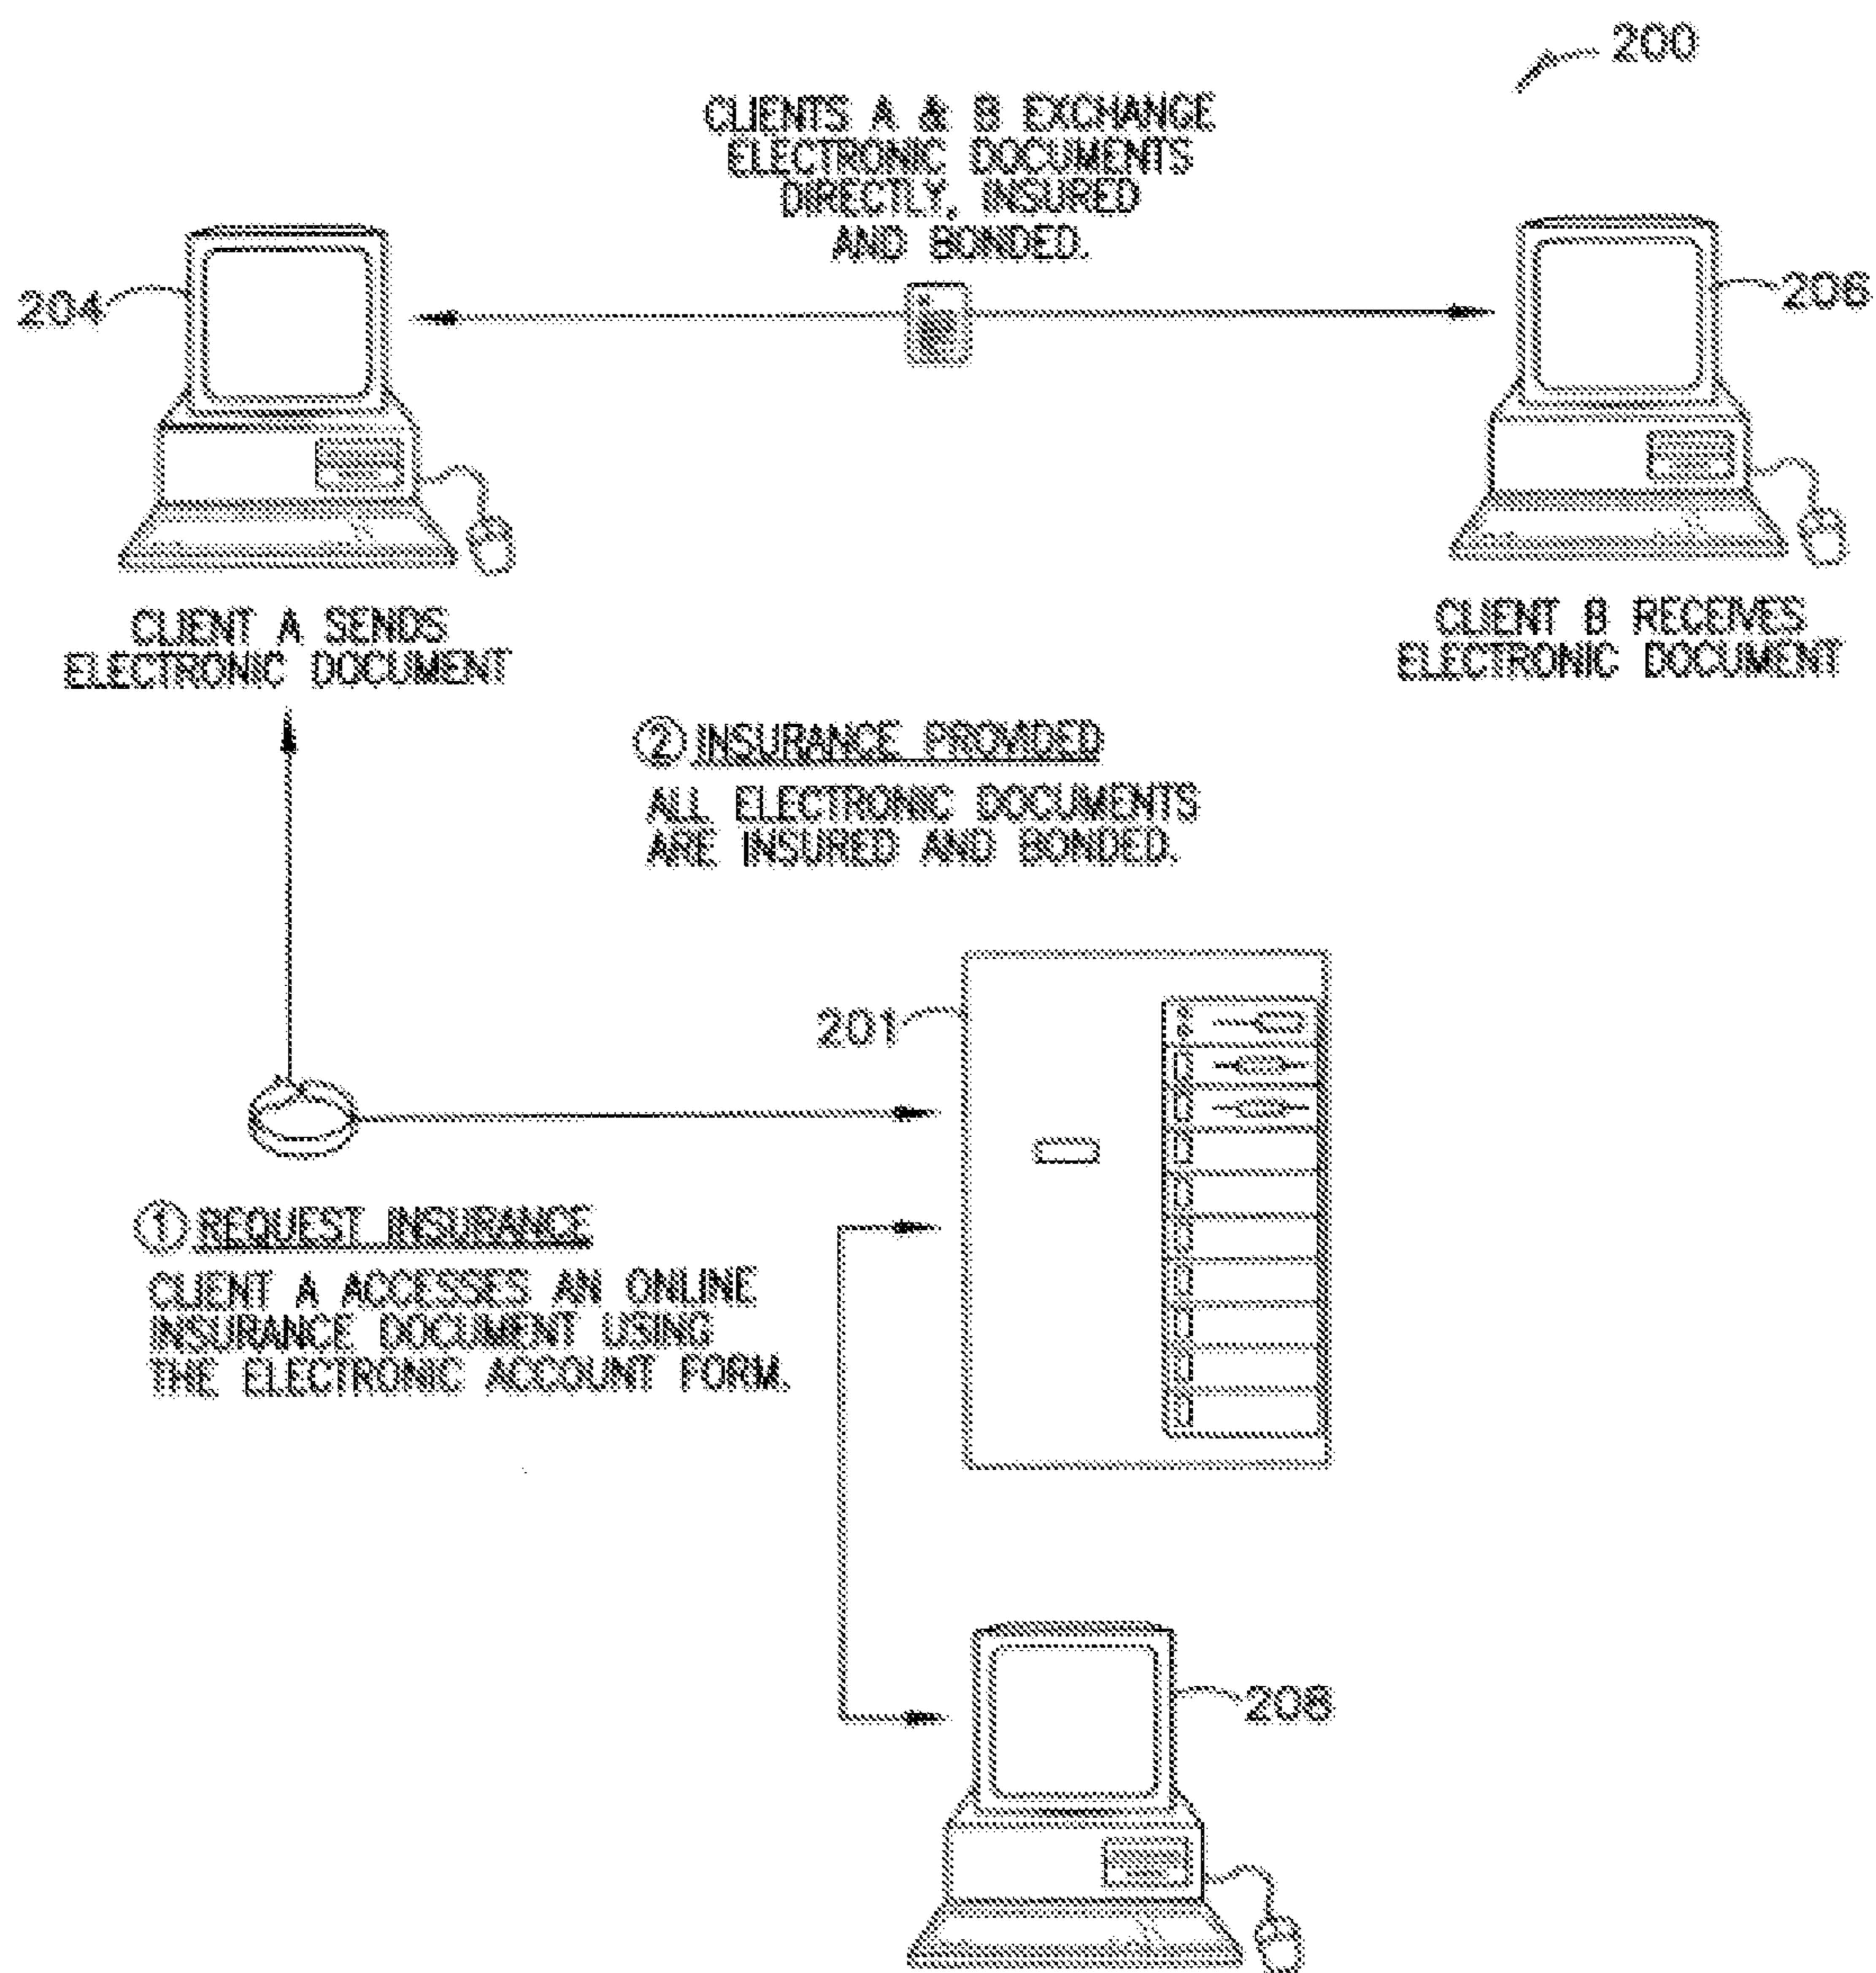 200
CLIENTS A & B EXCHANGE
ELECTRONIC DOCUMENTS
DIRECTLY, INSURED
AND BONDED.
204
206
CLIENT A SENDS
ELECTRONIC DOCUMENT
CLIENT B RECEIVES
ELECTRONIC DOCUMENT
② INSURANCE PROVIDED
ALL ELECTRONIC DOCUMENTS
ARE INSURED AND BONDED.
201
① REQUEST INSURANCE
CLIENT A ACCESSES AN ONLINE
INSURANCE DOCUMENT USING
THE ELECTRONIC ACCOUNT FORM.
208